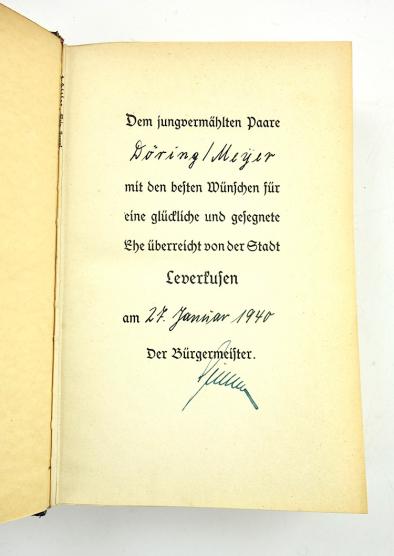 Dem jungvermählten Paare
Döring/Meyer
mit den besten Wünschen für
eine glückliche und gesegnete
Ehe überreicht von der Stadt
Leverkusen
am 27. Januar 1940
Der Bürgermeister.